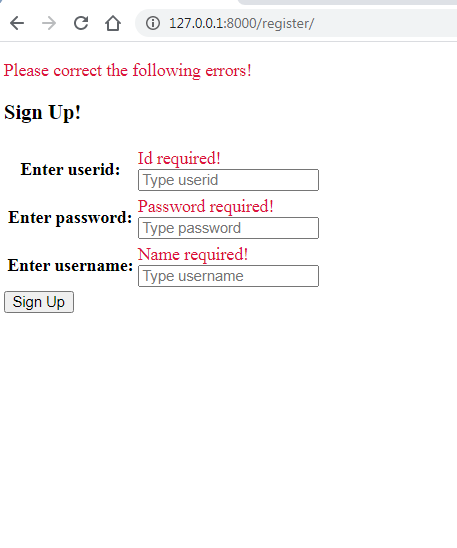 127.0.0.1:8000/register/
Please correct the following errors!
Sign Up!
Id required!
Enter userid:
Type userid
Password required!
Enter password:
Type password
Name required!
Enter username:
Type username
Sign Up